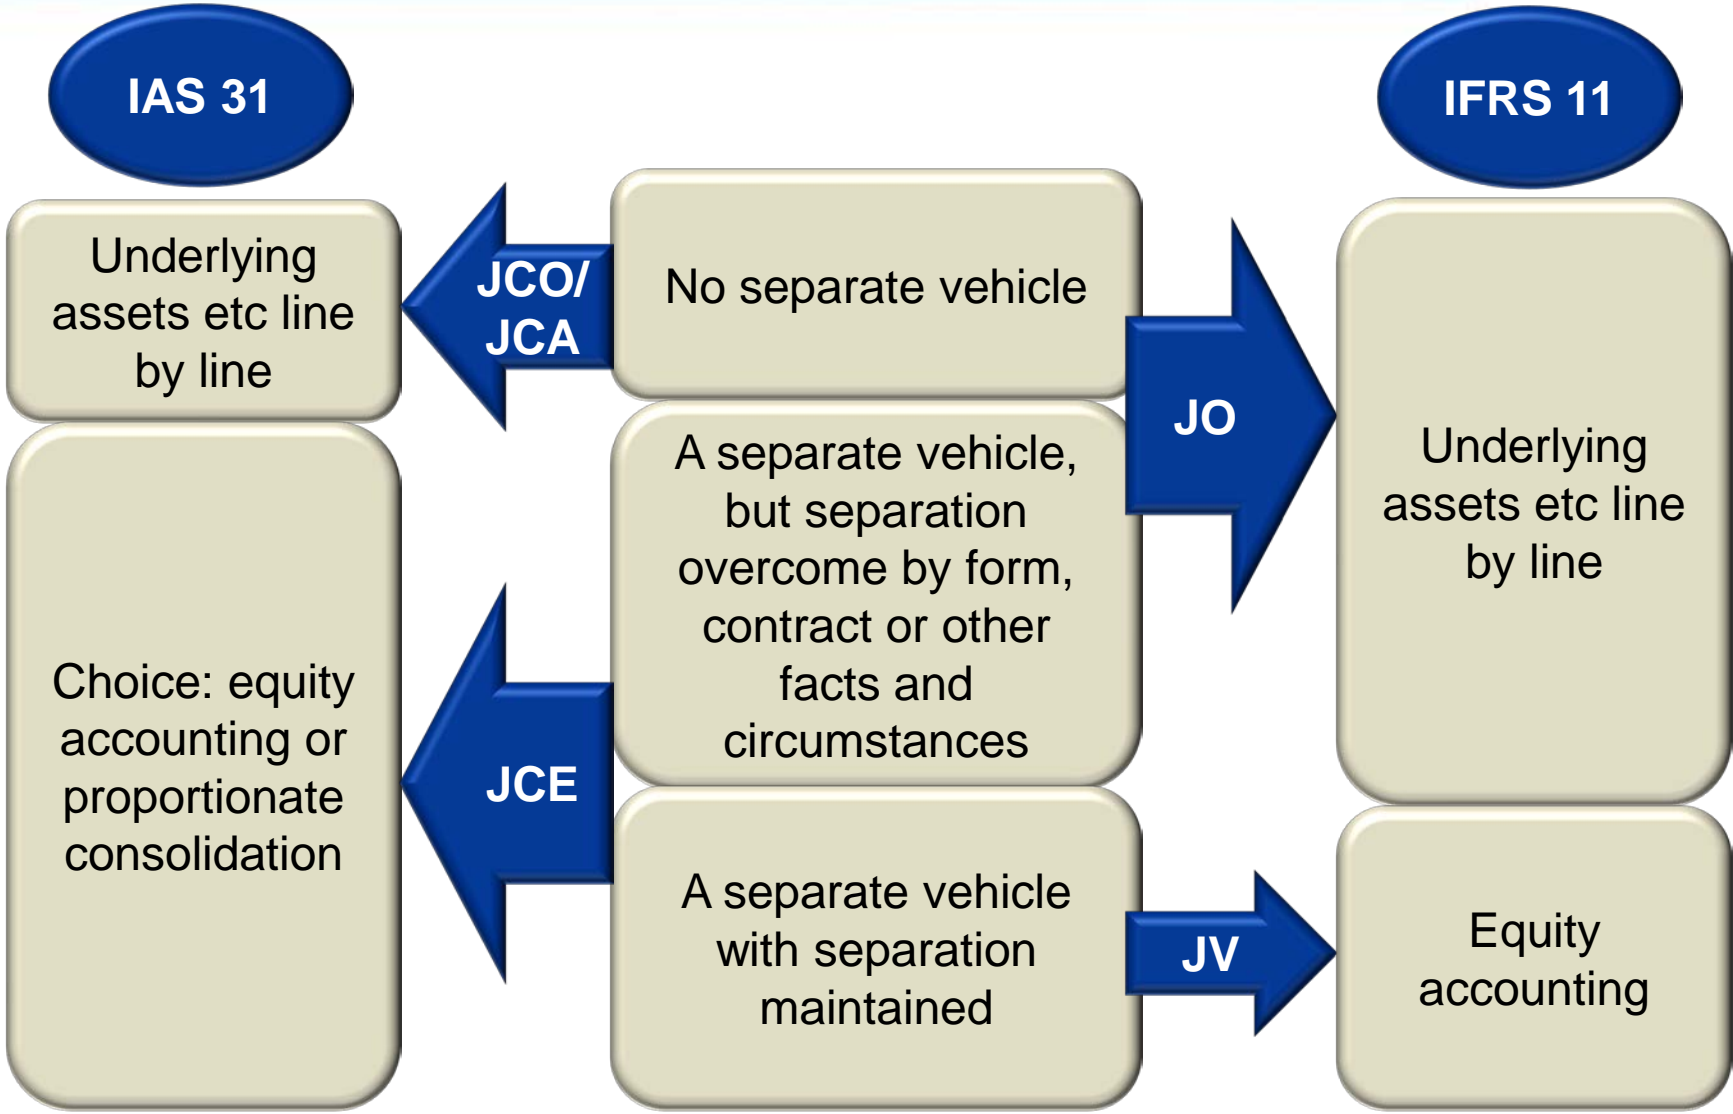 IAS 31
IFRS 11
Underlying
assets etc line
by line
JCO/
JCA
No separate vehicle
JO
Underlying
assets etc line
by line
A separate vehicle,
but separation
overcome by form,
contract or other
facts and
circumstances
Choice: equity
accounting or
proportionate
consolidation
JCE
A separate vehicle
with separation
maintained
JV
Equity
accounting